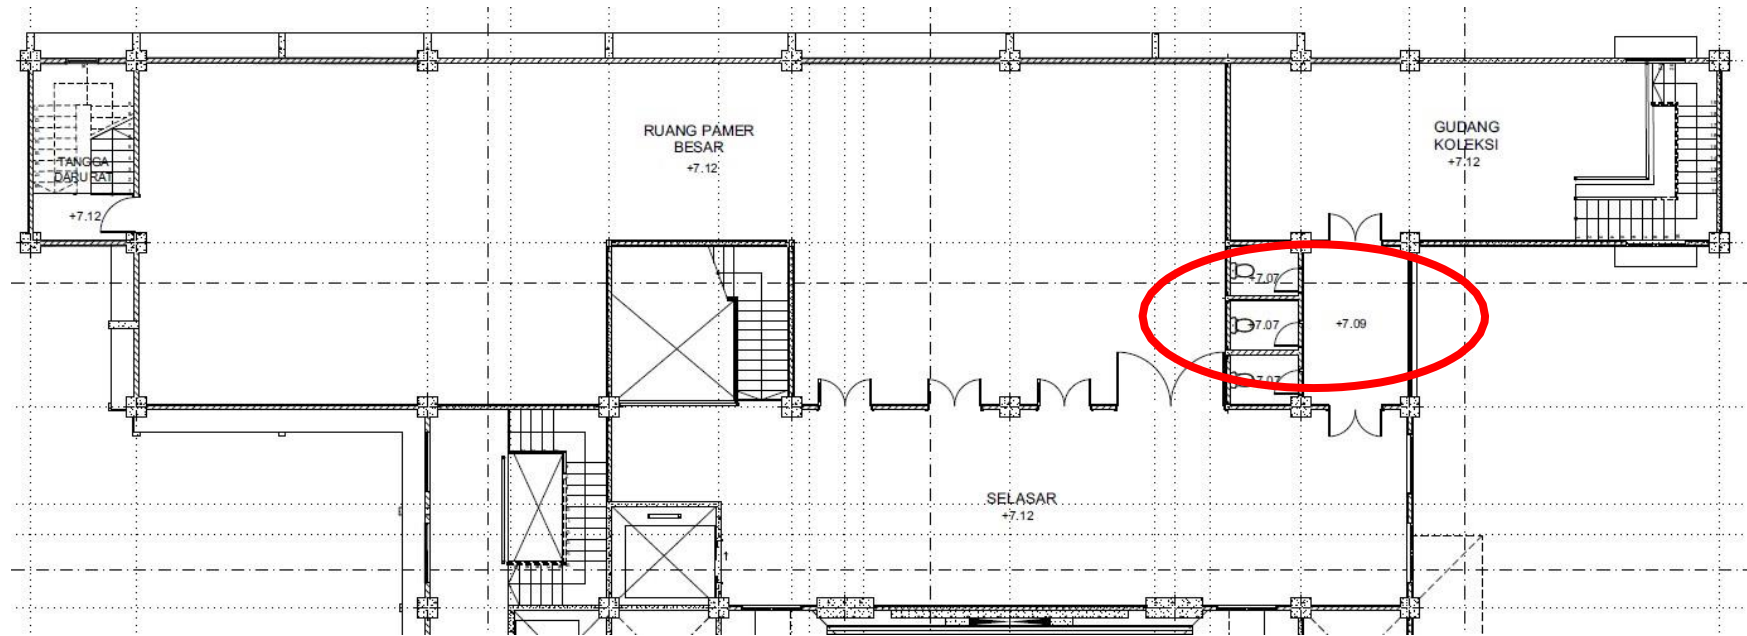 RUANG PAMER
BESAR
+7.12
GUDANG
KOLEKSI
+7.12
TANGGA
DARURAT
+7.12
+7.07
+7.07
+7.09
+7.07
SELASAR
+7.12